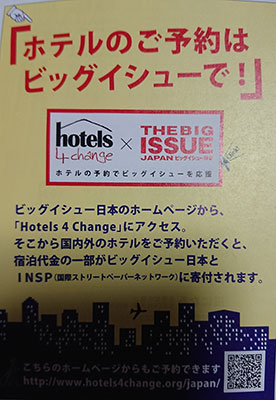 「ホテルのご予約は
ビッグイシューで!」
hotels
4 change
×
THE BIG
ISSUE
JAPAN ビッグイシュー日本
ホテルの予約でビッグイシューを応援
ビッグイシュー日本のホームページから、
「Hotels 4 Change」にアクセス。
そこから国内外のホテルをご予約いただくと、
宿泊代金の一部がビッグイシュー日本と
INSP(国際ストリートペーパーネットワーク)に寄付されます。
こちらのホームページからもご予約できます
http://www.hotels4change.org/japan/